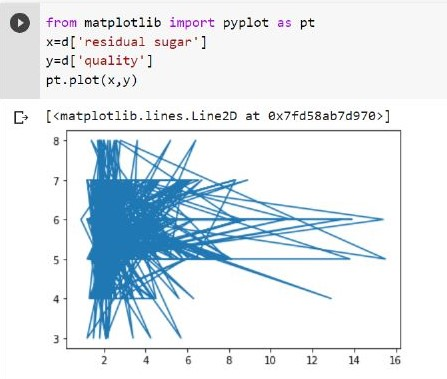 from matplotlib import pyplot as pt
x=d['residual sugar']
y=d['quality']
pt.plot(x,y)
[<matplotlib.lines.Line2D at 0x7fd58ab7d970>]
8
7
6
5
4
3
2 4 6 8 10 12 14 16